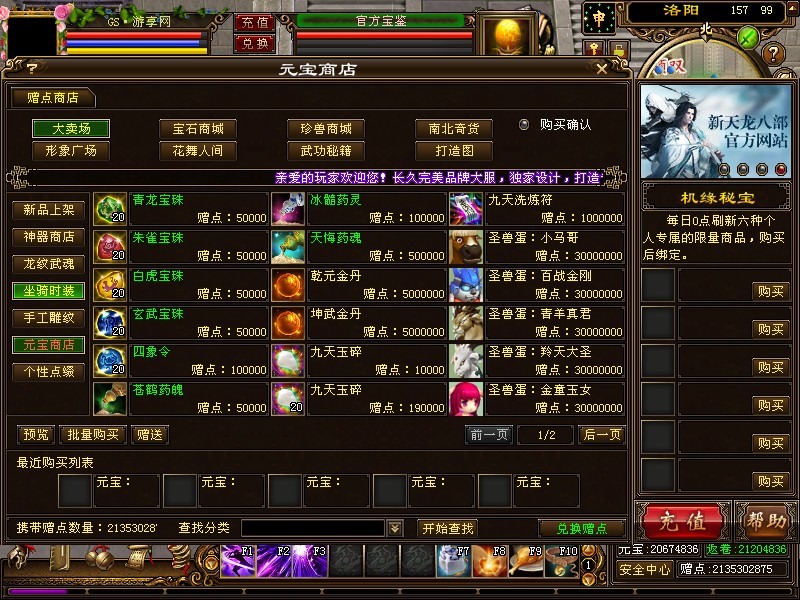 GS·游享网
充值
兑换
官方宝鉴
申
洛阳 157 99
北
元宝商店
赠点商店
大卖场 宝石商城 珍兽商城 南北奇货 购买确认
形象广场 花舞人间 武功秘籍 打造图
亲爱的玩家欢迎您！长久完美品牌大服，独家设计，打造
新品上架
神器商店
龙纹武魂
坐骑时装
手工雕纹
元宝商店
个性点缀
青龙宝珠 冰髓药灵 九天洗炼符
20 赠点：50000 赠点：100000 赠点：1000000
朱雀宝珠 天悔药魂 圣兽蛋：小马哥
20 赠点：50000 赠点：500000 赠点：30000000
白虎宝珠 乾元金丹 圣兽蛋：百战金刚
20 赠点：50000 赠点：5000000 赠点：30000000
玄武宝珠 坤武金丹 圣兽蛋：青羊真君
20 赠点：50000 赠点：5000000 赠点：30000000
四象令 九天玉碎 圣兽蛋：羚天大圣
20 赠点：100000 赠点：10000 赠点：30000000
苍鹤药魄 九天玉碎 圣兽蛋：金童玉女
赠点：50000 20 赠点：190000 赠点：30000000
预览 批量购买 赠送 前一页 1/2 后一页
最近购买列表
元宝： 元宝： 元宝： 元宝： 元宝：
携带赠点数量：21353028 查找分类 开始查找 兑换赠点
新天龙八部
官方网站
机缘秘宝
每日0点刷新六种个
人专属的限量商品，购买
后绑定。
购买
购买
购买
购买
购买
购买
充值 帮助
F1 F2 F3 F7 F8 F9 F10 1
元宝：20674836 返卷：21204836
安全中心 赠点：2135302875